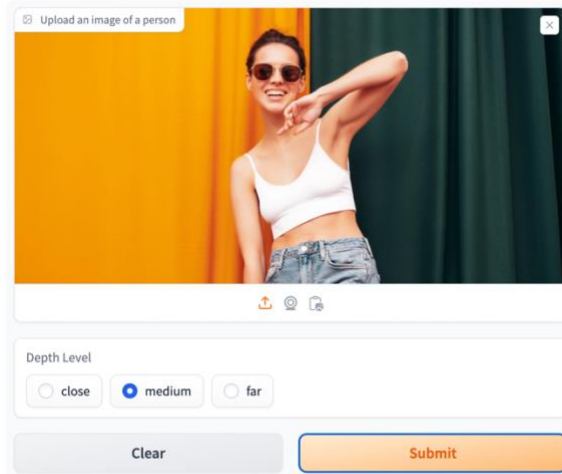 Upload an image of a person
Depth Level
close medium far
Clear Submit